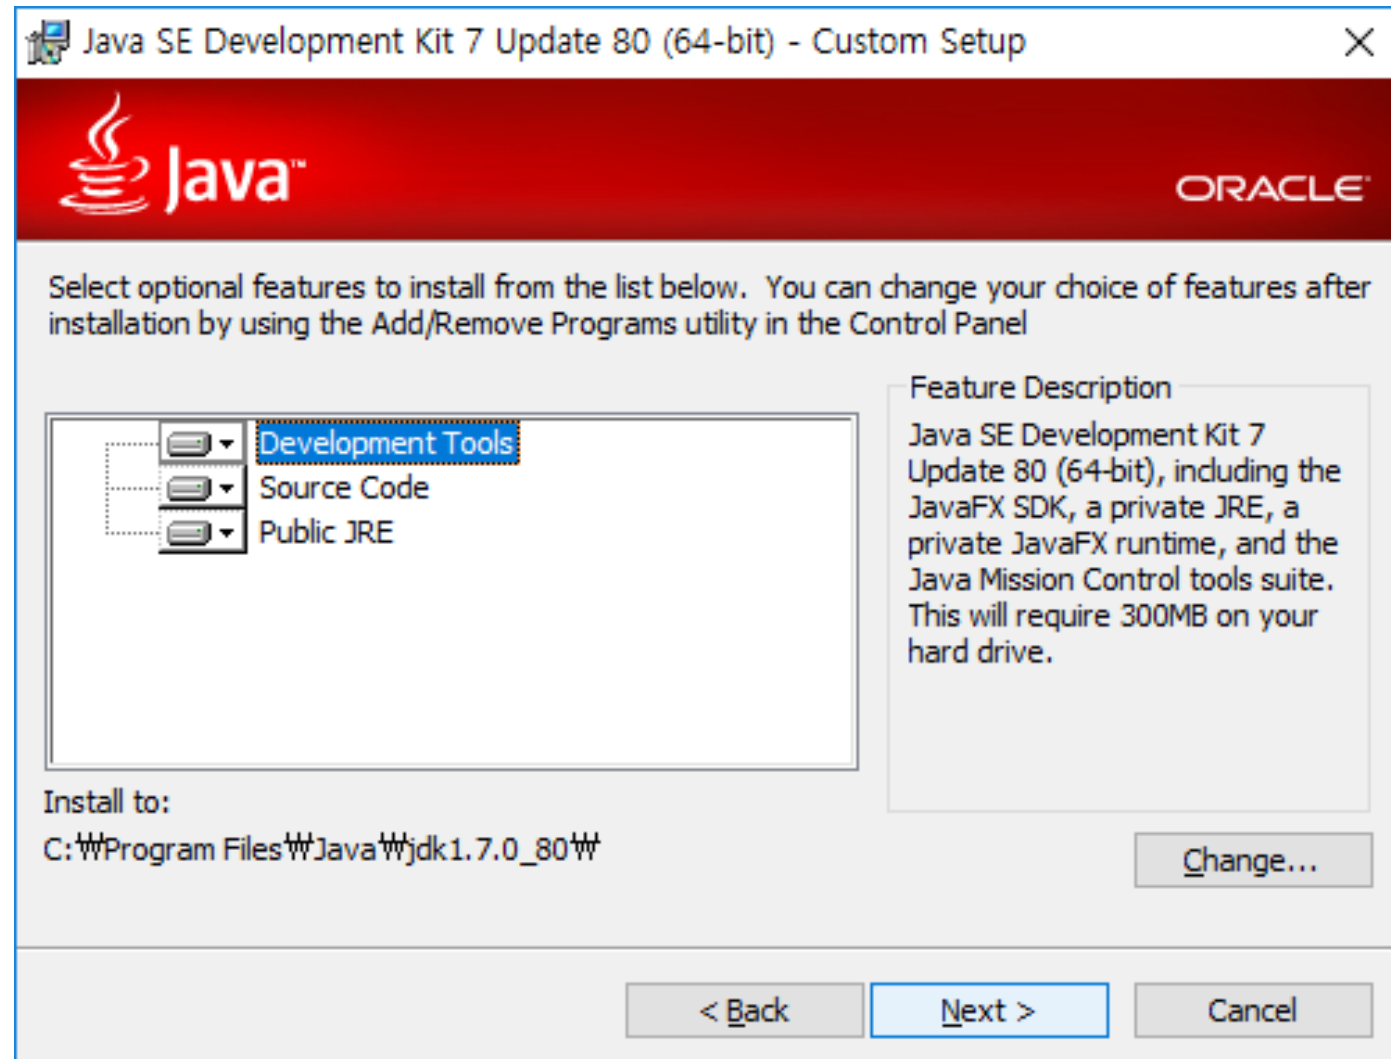 Java SE Development Kit 7 Update 80 (64-bit) - Custom Setup
Java™
ORACLE
Select optional features to install from the list below.  You can change your choice of features after
installation by using the Add/Remove Programs utility in the Control Panel
Development Tools
Source Code
Public JRE
Feature Description
Java SE Development Kit 7
Update 80 (64-bit), including the
JavaFX SDK, a private JRE, a
private JavaFX runtime, and the
Java Mission Control tools suite.
This will require 300MB on your
hard drive.
Install to:
C:₩Program Files₩Java₩jdk1.7.0_80₩
Change...
< Back
Next >
Cancel